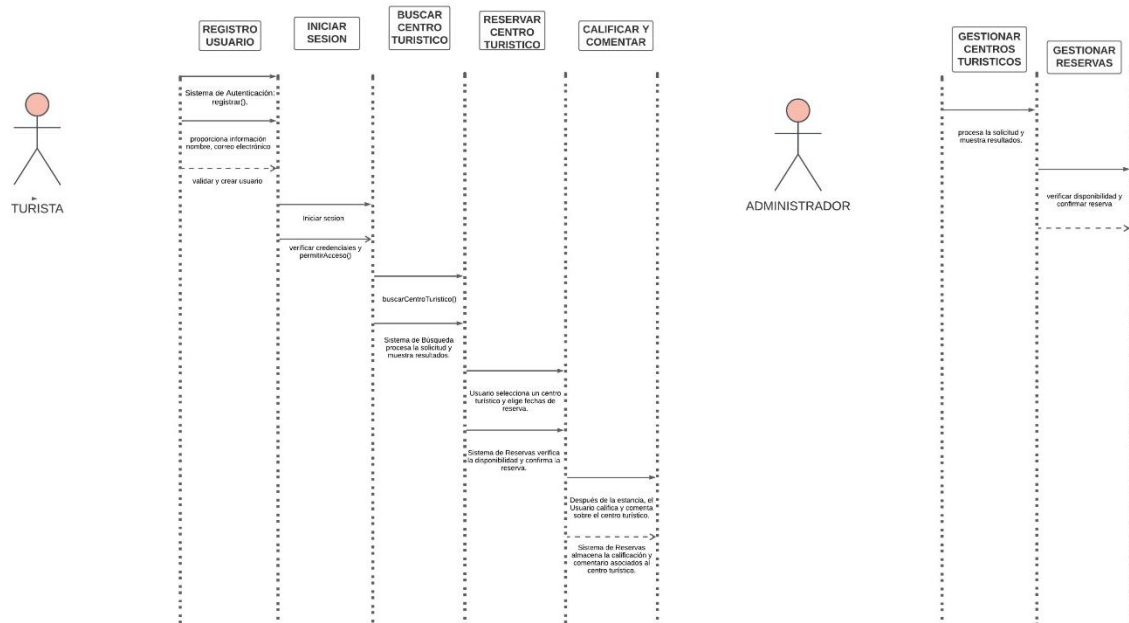 REGISTRO
USUARIO
INICIAR
SESION
BUSCAR
CENTRO
TURISTICO
RESERVAR
CENTRO
TURISTICO
CALIFICAR Y
COMENTAR
GESTIONAR
CENTROS
TURISTICOS
GESTIONAR
RESERVAS
TURISTA
ADMINISTRADOR
Sistema de Autenticación:
registrar().
proporciona información
nombre, correo electrónico
validar y crear usuario
Iniciar sesion
verificar credenciales y
permitirAcceso()
buscarCentroTuristico()
Sistema de Búsqueda
procesa la solicitud y
muestra resultados.
Usuario selecciona un centro
turístico y elige fechas de
reserva.
Sistema de Reservas verifica
la disponibilidad y confirma la
reserva.
Después de la estancia, el
Usuario califica y comenta
sobre el centro turístico.
Sistema de Reservas
almacena la calificación y
comentario asociados al
centro turístico.
procesa la solicitud y
muestra resultados.
verificar disponibilidad y
confirmar reserva